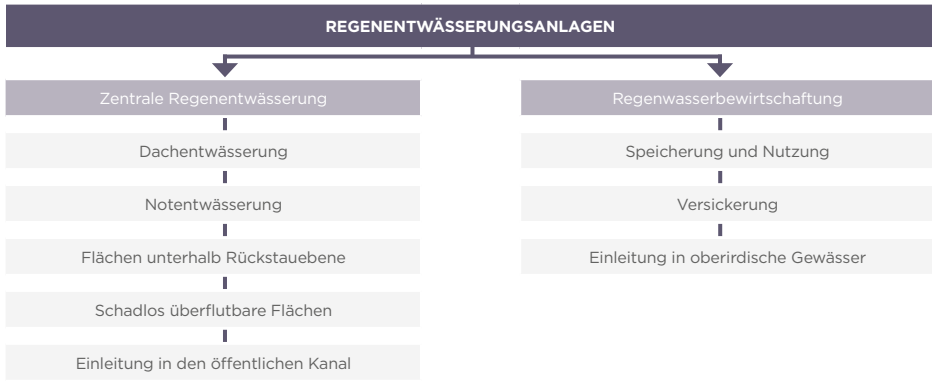 REGENENTWÄSSERUNGSANLAGEN
Zentrale Regenentwässerung
Dachentwässerung
Notentwässerung
Flächen unterhalb Rückstauebene
Schadlos überflutbare Flächen
Einleitung in den öffentlichen Kanal
Regenwasserbewirtschaftung
Speicherung und Nutzung
Versickerung
Einleitung in oberirdische Gewässer